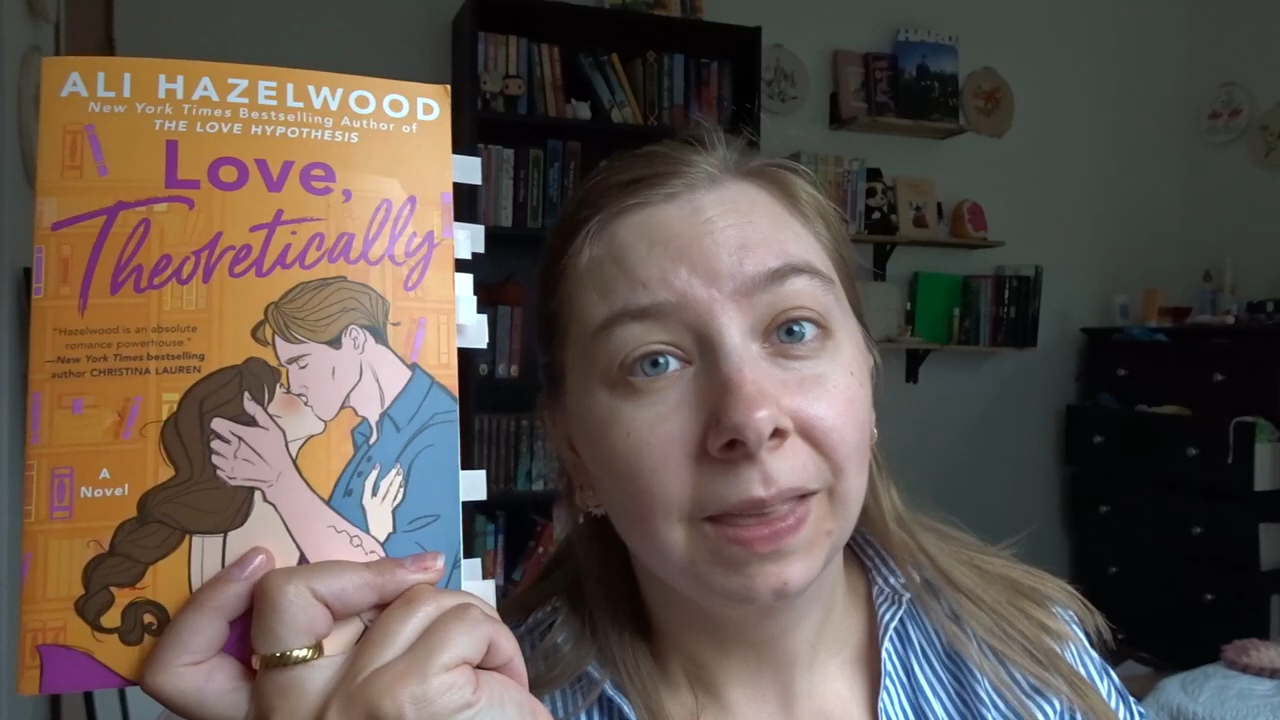 ALI HAZELWOOD
New York Times Bestselling Author of
THE LOVE HYPOTHESIS
Love,
Theoretically
"Hazelwood is an absolute
romance powerhouse."
—New York Times bestselling
author CHRISTINA LAUREN
A
Novel